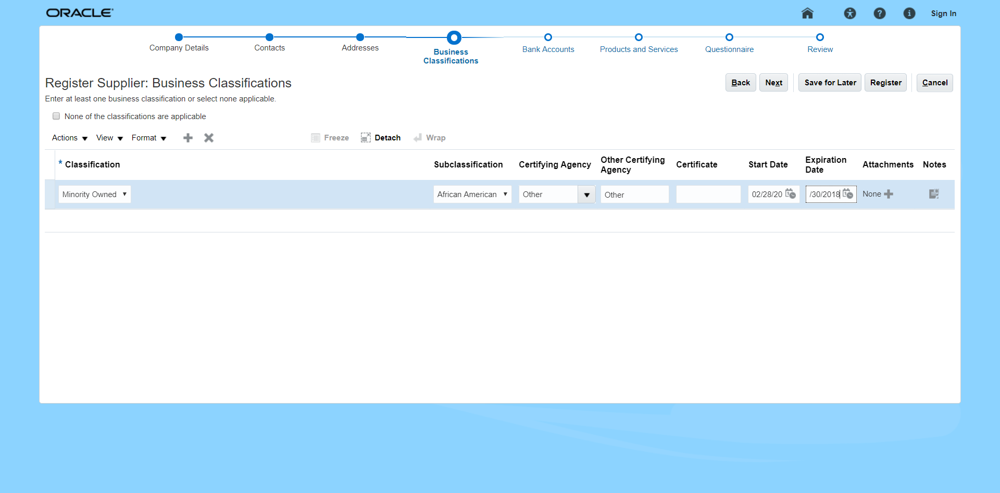 ORACLE
Sign In
Company Details
Contacts
Addresses
Business
Classifications
Bank Accounts
Products and Services
Questionnaire
Review
Register Supplier: Business Classifications
Back
Next
Save for Later
Register
Cancel
Enter at least one business classification or select none applicable.
None of the classifications are applicable
Actions
View
Format
Freeze
Detach
Wrap
* Classification
Subclassification
Certifying Agency
Other Certifying
Agency
Certificate
Start Date
Expiration
Date
Attachments
Notes
Minority Owned
African American
Other
Other
02/28/20
/30/2018
None